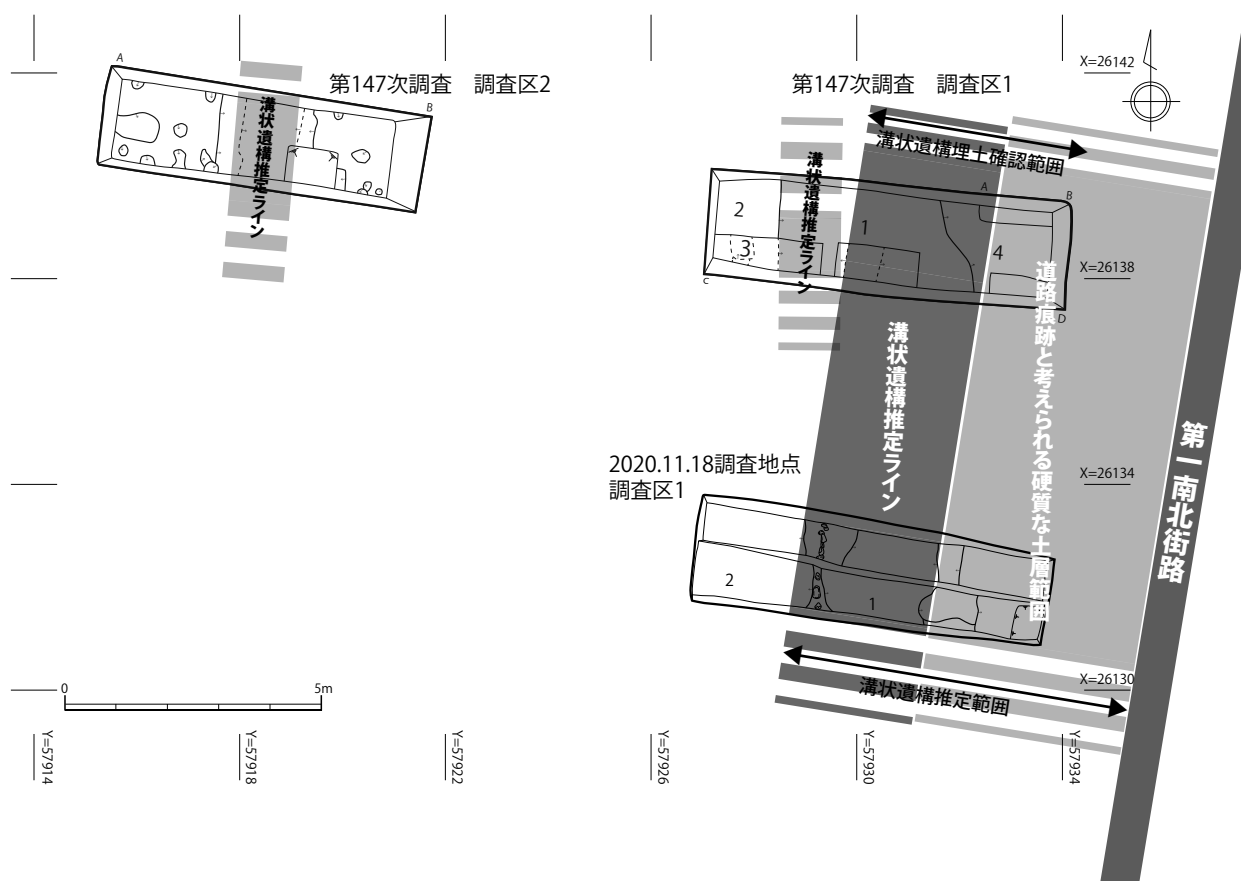 第147次調査　調査区2
A
B
溝状遺構推定ライン
第147次調査　調査区1
溝状遺構埋土確認範囲
溝状遺構推定ライン
A
B
C
D
1
2
3
4
溝状遺構推定ライン
道路痕跡と考えられる硬質な土層範囲
第一南北街路
2020.11.18調査地点
調査区1
2
1
溝状遺構推定範囲
X=26142
X=26138
X=26134
X=26130
0
5m
Y=57914
Y=57918
Y=57922
Y=57926
Y=57930
Y=57934